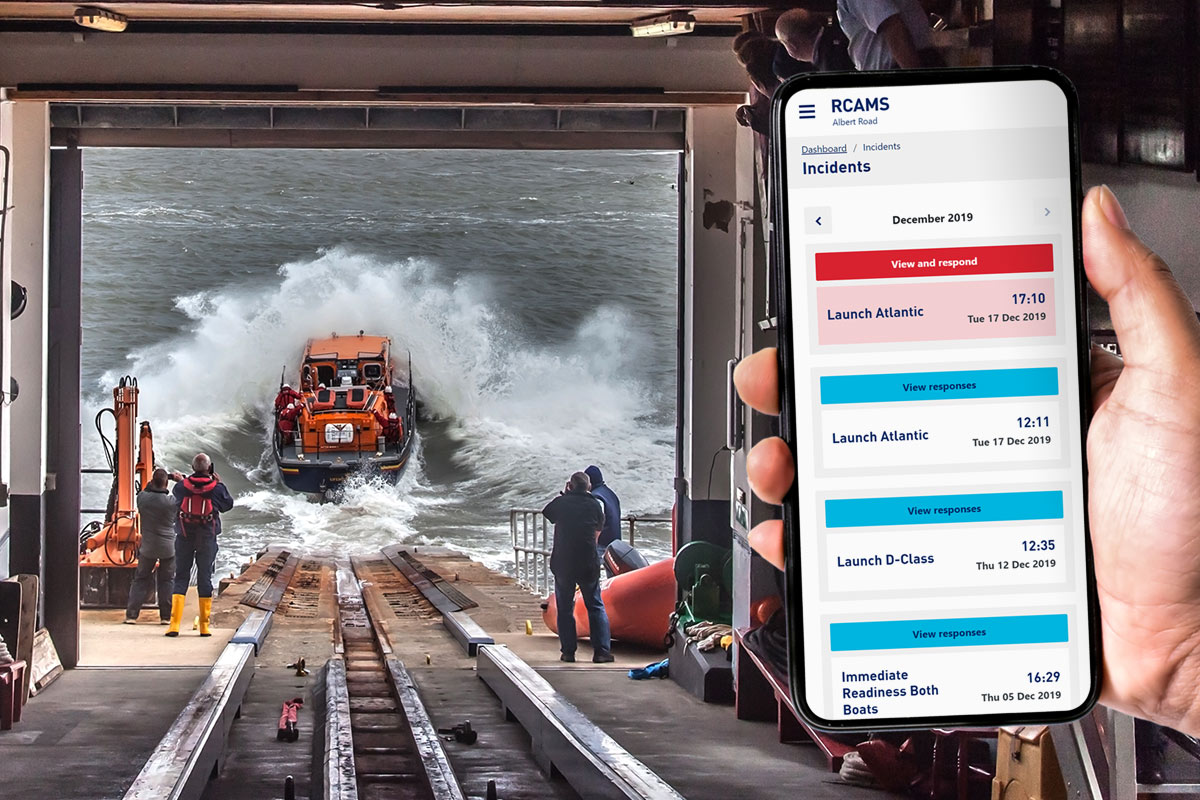 RCAMS
Albert Road
Dashboard / Incidents
Incidents
December 2019
View and respond
Launch Atlantic
17:10
Tue 17 Dec 2019
View responses
Launch Atlantic
12:11
Tue 17 Dec 2019
View responses
Launch D-Class
12:35
Thu 12 Dec 2019
View responses
Immediate
Readiness Both
Boats
16:29
Thu 05 Dec 2019